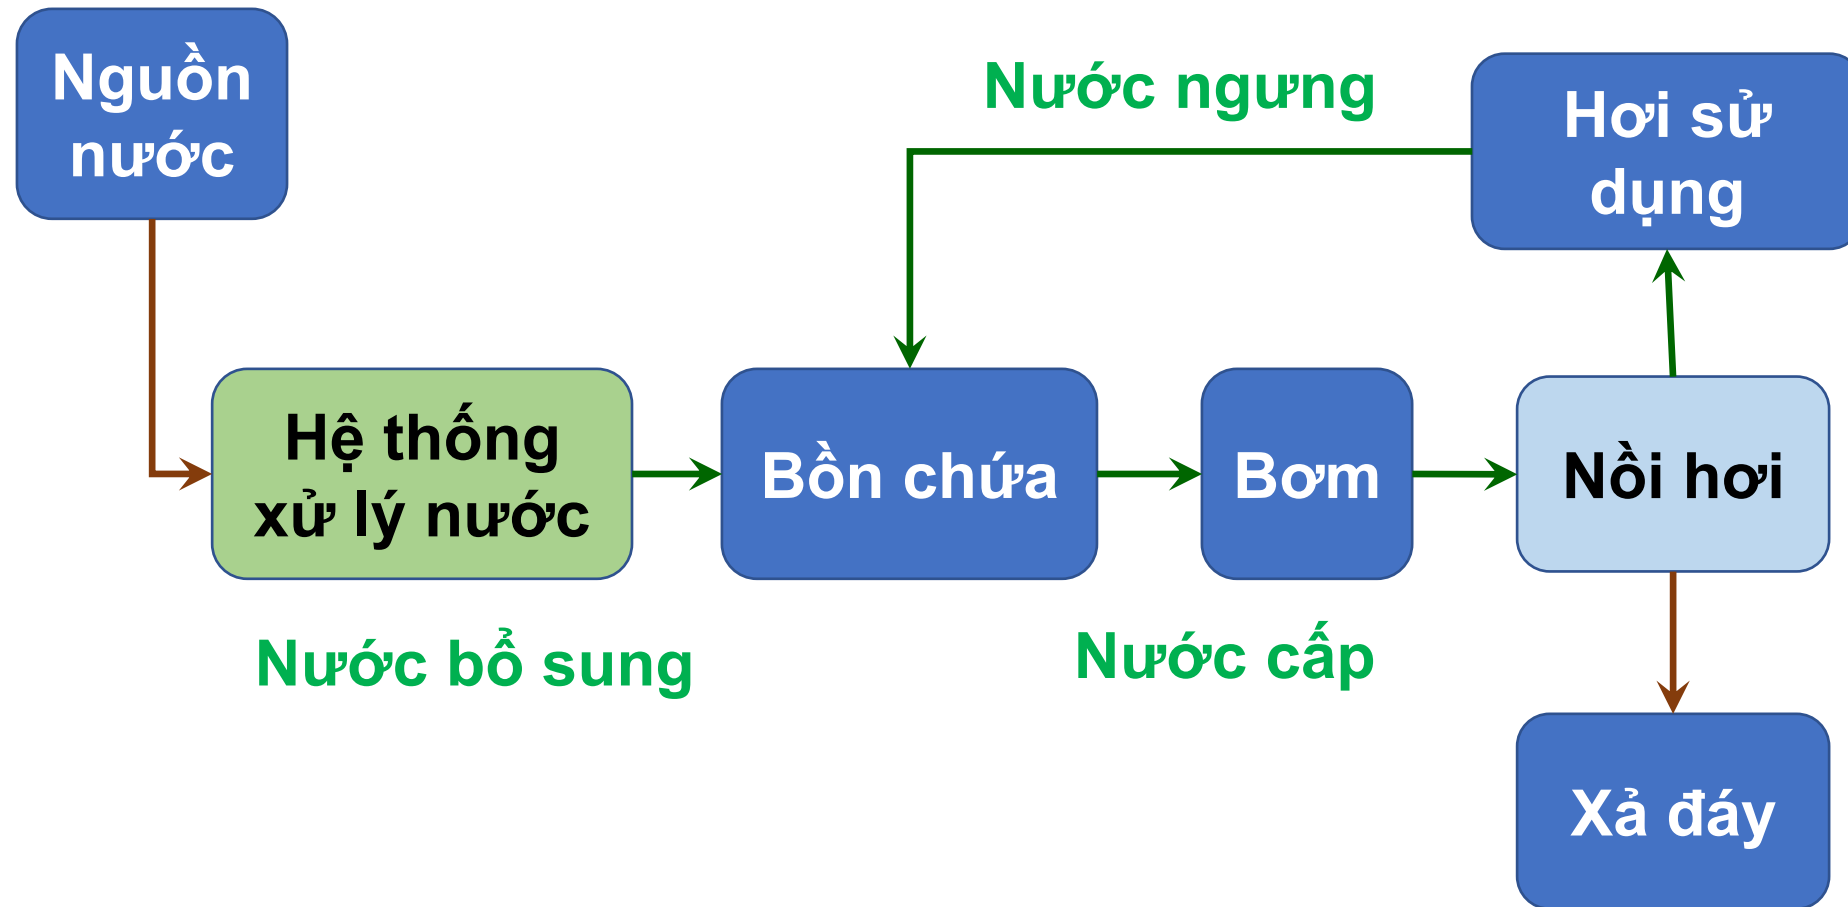 Nguồn
nước
Nước ngưng
Hơi sử
dụng
Hệ thống
xử lý nước
Bồn chứa
Bơm
Nồi hơi
Nước bổ sung
Nước cấp
Xả đáy